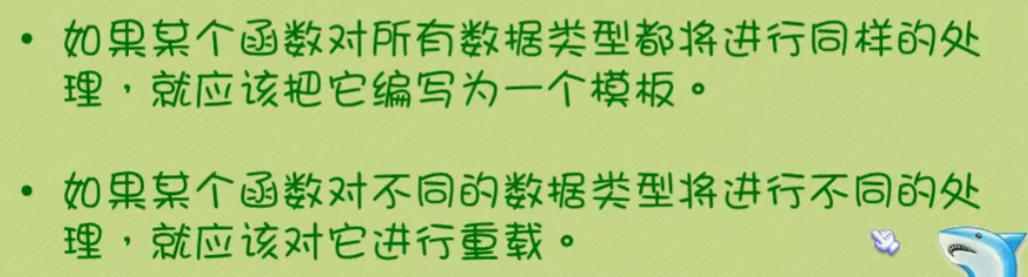 • 如果某个函数对所有数据类型都将进行同样的处
理，就应该把它编写为一个模板。
• 如果某个函数对不同的数据类型将进行不同的处
理，就应该对它进行重载。